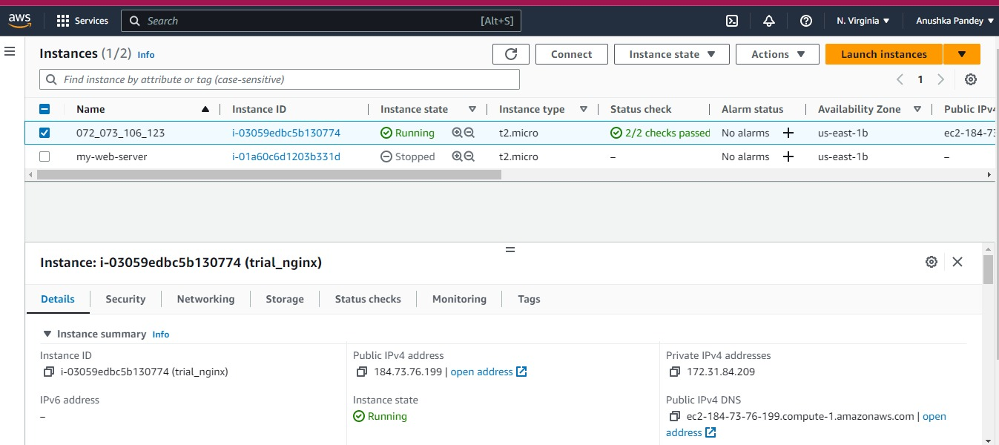 aws Services Search [Alt+S] N. Virginia Anushka Pandey
Instances (1/2) Info Connect Instance state Actions Launch instances
Find instance by attribute or tag (case-sensitive) 1
Name Instance ID Instance state Instance type Status check Alarm status Availability Zone Public IPv4
072_073_106_123 i-03059edbc5b130774 Running t2.micro 2/2 checks passed No alarms + us-east-1b ec2-184-73
my-web-server i-01a60c6d1203b331d Stopped t2.micro – No alarms + us-east-1b –
Instance: i-03059edbc5b130774 (trial_nginx)
Details Security Networking Storage Status checks Monitoring Tags
Instance summary Info
Instance ID Public IPv4 address Private IPv4 addresses
i-03059edbc5b130774 (trial_nginx) 184.73.76.199 | open address 172.31.84.209
IPv6 address Instance state Public IPv4 DNS
– Running ec2-184-73-76-199.compute-1.amazonaws.com | open
address